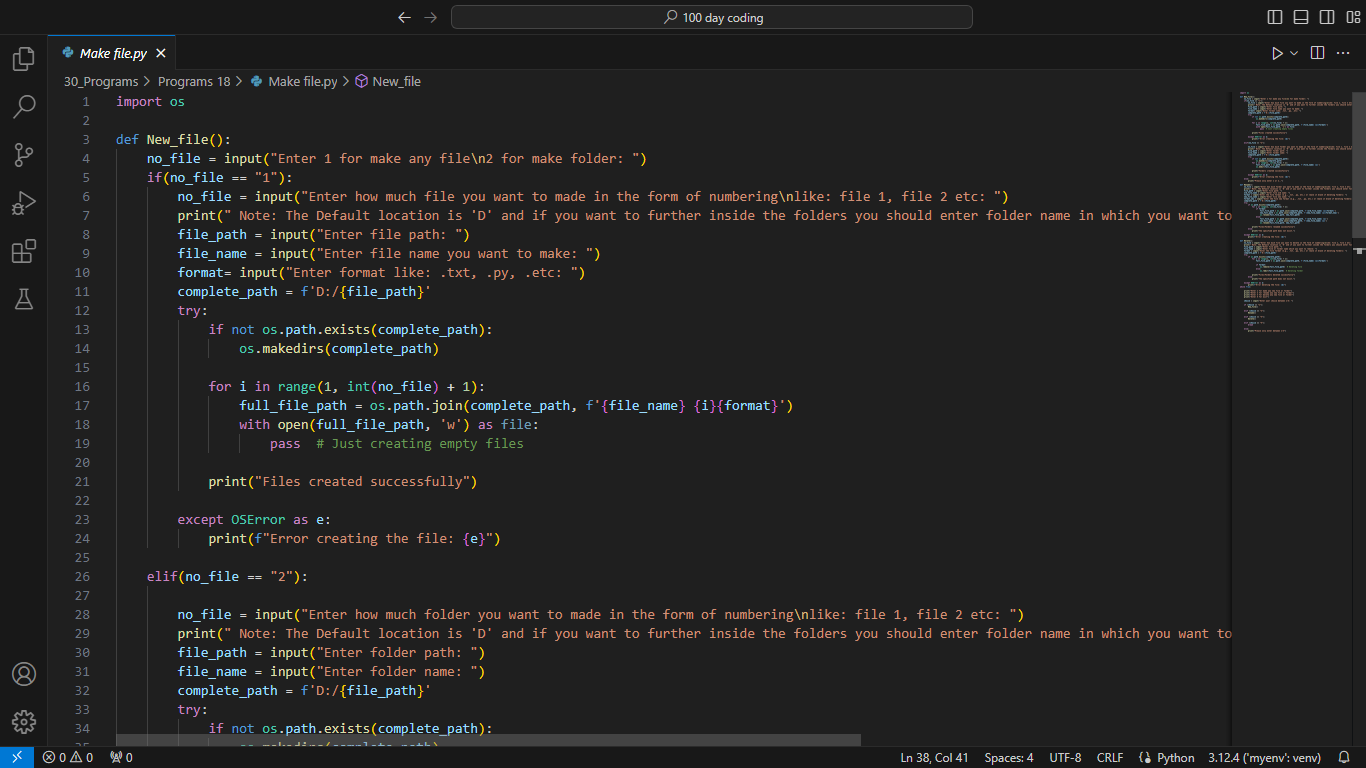 100 day coding
Make file.py
30_Programs > Programs 18 > Make file.py > New_file
1 import os
2
3 def New_file():
4 no_file = input("Enter 1 for make any file\n2 for make folder: ")
5 if(no_file == "1"):
6 no_file = input("Enter how much file you want to made in the form of numbering\nlike: file 1, file 2 etc: ")
7 print(" Note: The Default location is 'D' and if you want to further inside the folders you should enter folder name in which you want to
8 file_path = input("Enter file path: ")
9 file_name = input("Enter file name you want to make: ")
10 format= input("Enter format like: .txt, .py, .etc: ")
11 complete_path = f'D:/{file_path}'
12 try:
13 if not os.path.exists(complete_path):
14 os.makedirs(complete_path)
15
16 for i in range(1, int(no_file) + 1):
17 full_file_path = os.path.join(complete_path, f'{file_name} {i}{format}')
18 with open(full_file_path, 'w') as file:
19 pass # Just creating empty files
20
21 print("Files created successfully")
22
23 except OSError as e:
24 print(f"Error creating the file: {e}")
25
26 elif(no_file == "2"):
27
28 no_file = input("Enter how much folder you want to made in the form of numbering\nlike: file 1, file 2 etc: ")
29 print(" Note: The Default location is 'D' and if you want to further inside the folders you should enter folder name in which you want to
30 file_path = input("Enter folder path: ")
31 file_name = input("Enter folder name: ")
32 complete_path = f'D:/{file_path}'
33 try:
34 if not os.path.exists(complete_path):
35 os.makedirs(complete_path)
0 0 0 Ln 38, Col 41 Spaces: 4 UTF-8 CRLF Python 3.12.4 ('myenv': venv)